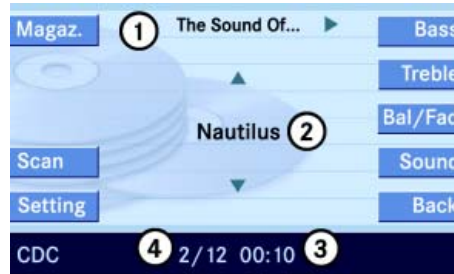 Magaz. 1 The Sound Of... Bass
Treble
Nautilus 2 Bal/Fad
Scan Sound
Setting Back
CDC 4 2/12 00:10 3